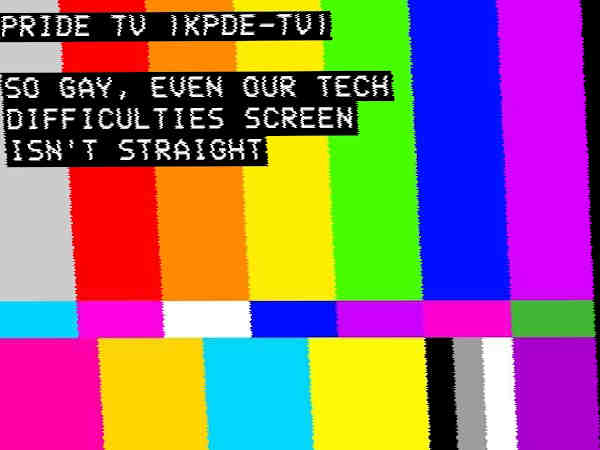 PRIDE TV (KPDE-TV)
SO GAY, EVEN OUR TECH
DIFFICULTIES SCREEN
ISN'T STRAIGHT